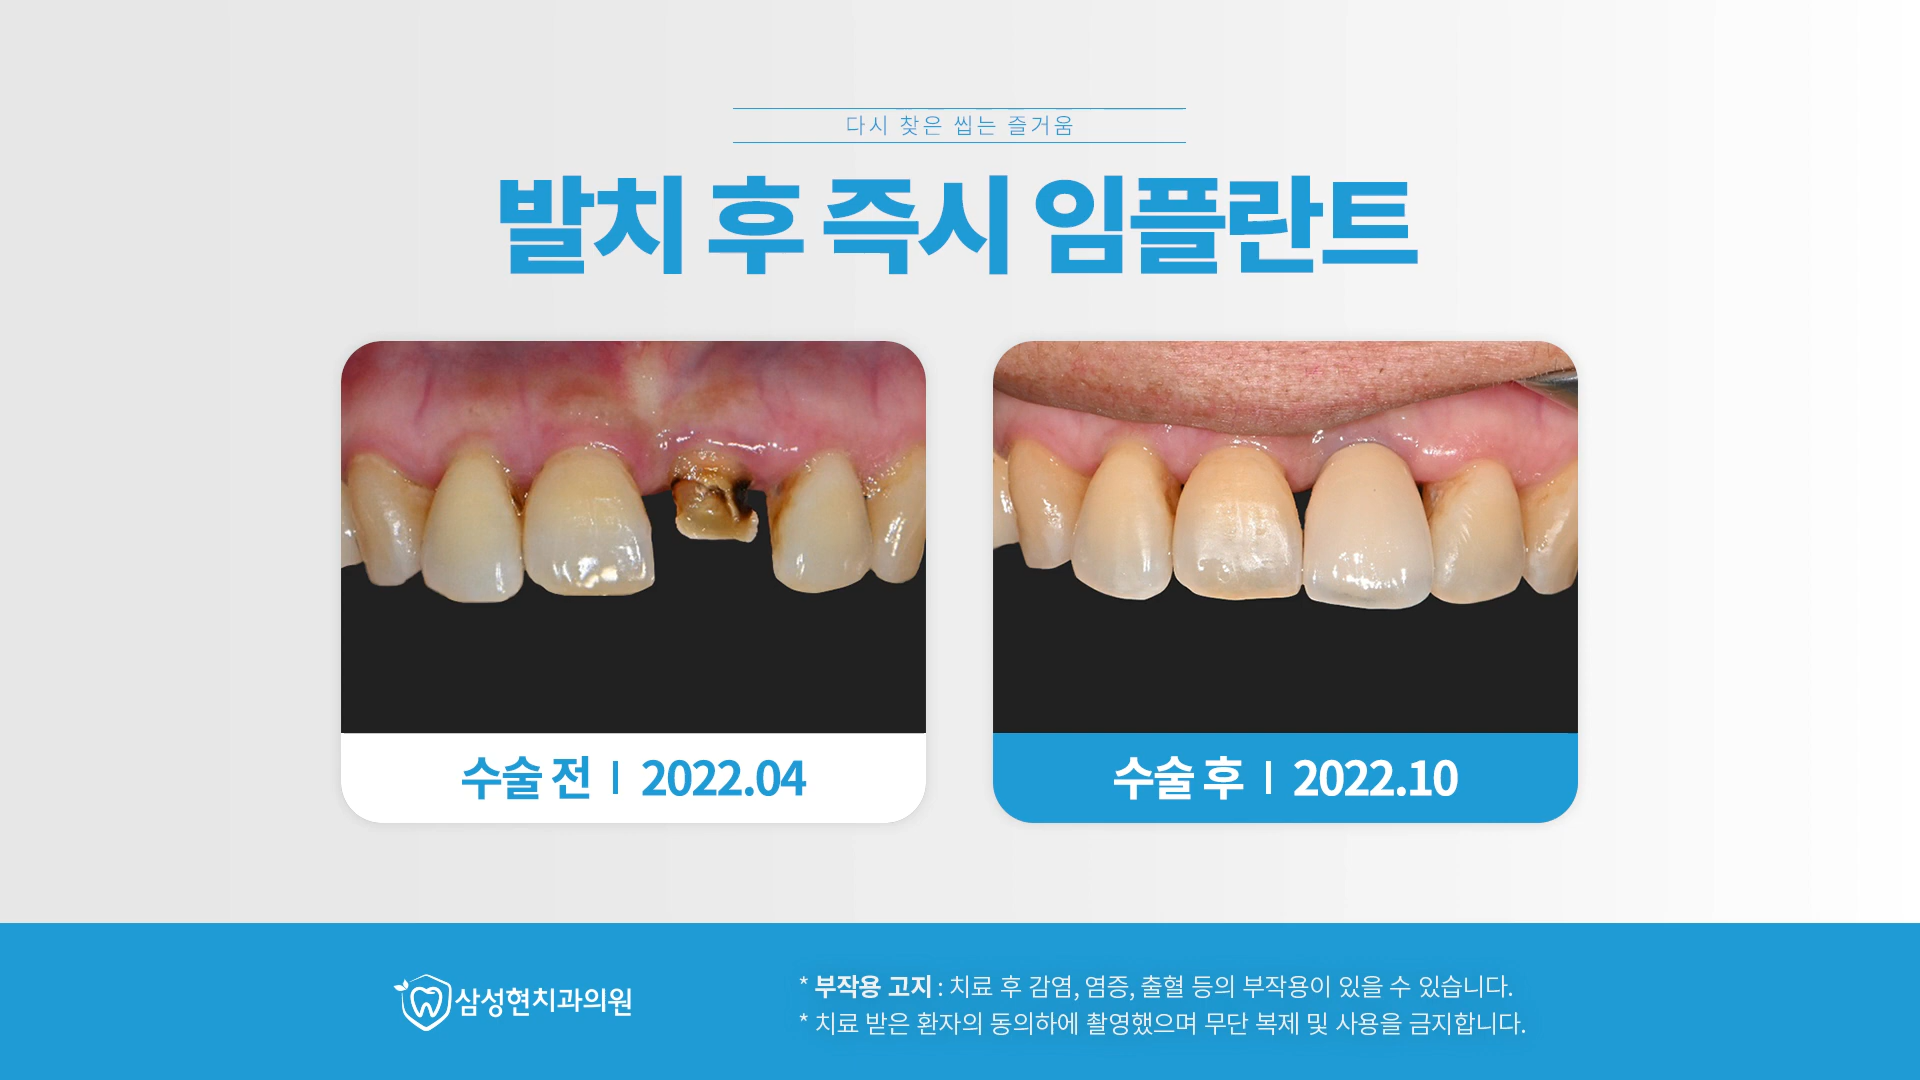 다시 찾은 씹는 즐거움
발치 후 즉시 임플란트
수술 전 | 2022.04
수술 후 | 2022.10
삼성현치과의원
* 부작용 고지 : 치료 후 감염, 염증, 출혈 등의 부작용이 있을 수 있습니다.
* 치료 받은 환자의 동의하에 촬영했으며 무단 복제 및 사용을 금지합니다.